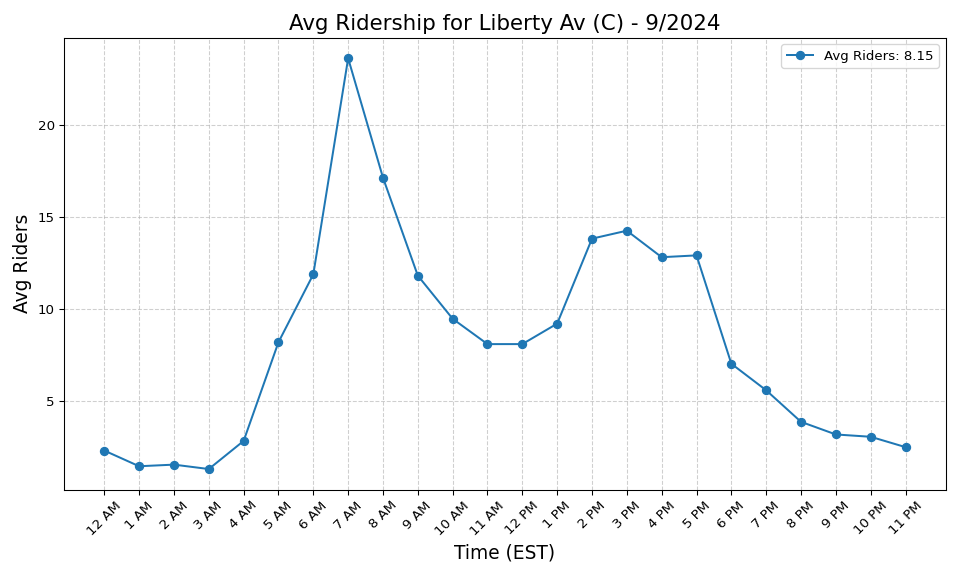 Avg Ridership for Liberty Av (C) - 9/2024
Avg Riders: 8.15
Avg Riders
20
15
10
5
12 AM
1 AM
2 AM
3 AM
4 AM
5 AM
6 AM
7 AM
8 AM
9 AM
10 AM
11 AM
12 PM
1 PM
2 PM
3 PM
4 PM
5 PM
6 PM
7 PM
8 PM
9 PM
10 PM
11 PM
Time (EST)